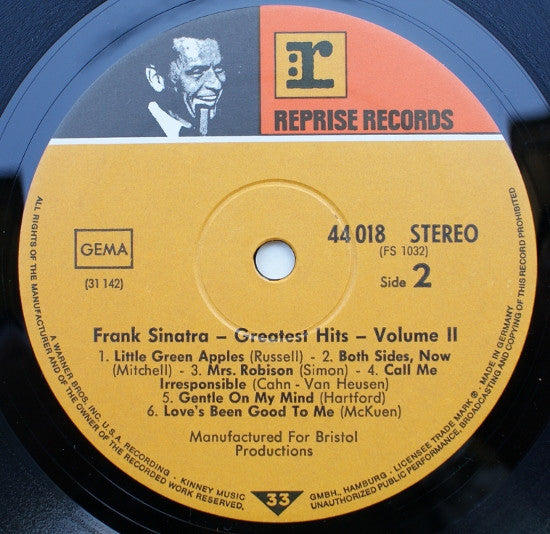 r
REPRISE RECORDS
GEMA
(31 142)
44 018 STEREO
(FS 1032)
Side 2
Frank Sinatra – Greatest Hits – Volume II
1. Little Green Apples (Russell) - 2. Both Sides, Now
(Mitchell) - 3. Mrs. Robison (Simon) - 4. Call Me
Irresponsible (Cahn - Van Heusen)
5. Gentle On My Mind (Hartford)
6. Love's Been Good To Me (McKuen)
Manufactured For Bristol
Productions
33
ALL RIGHTS OF THE MANUFACTURER AND OF THE OWNER OF THE RECORDED WORK RESERVED,
A WARNER BROS. INC. U.S.A. RECORDING - KINNEY MUSIC
GMBH., HAMBURG - LICENSEE TRADE MARK ® - MADE IN GERMANY
UNAUTHORIZED PUBLIC PERFORMANCE, BROADCASTING AND COPYING OF THIS RECORD PROHIBITED